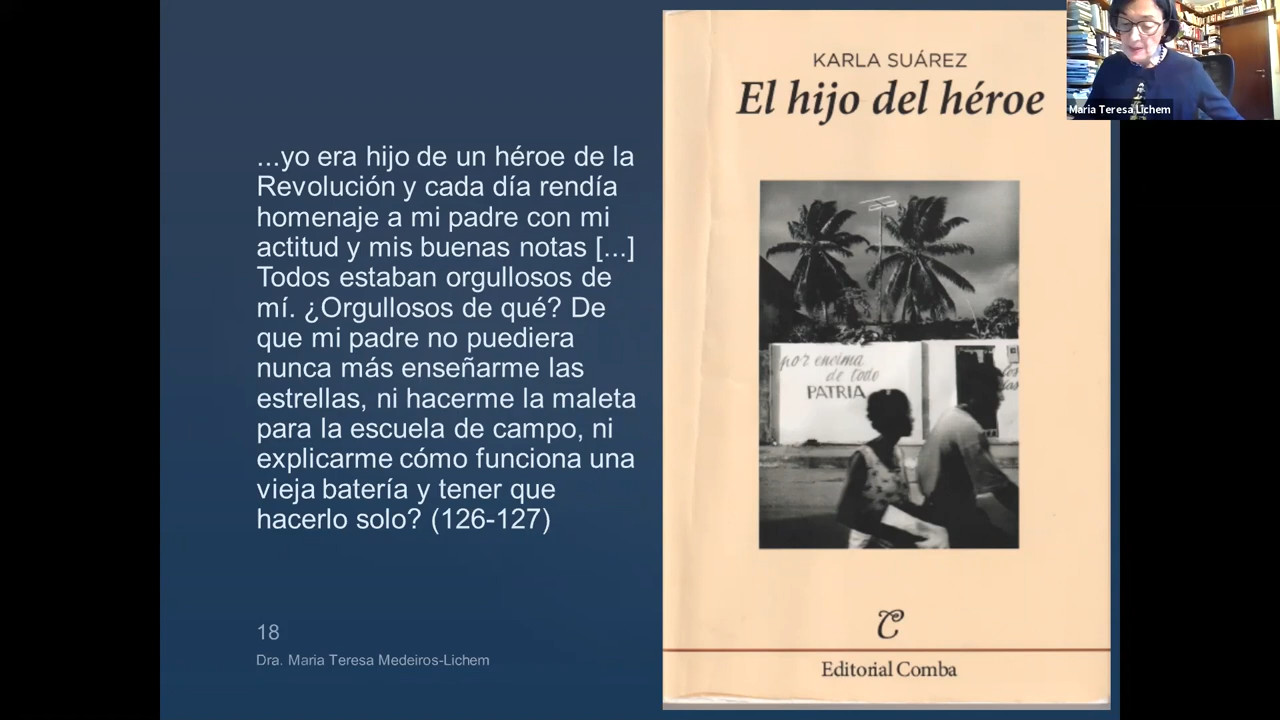 ...yo era hijo de un héroe de la
Revolución y cada día rendía
homenaje a mi padre con mi
actitud y mis buenas notas [...]
Todos estaban orgullosos de
mí. ¿Orgullosos de qué? De
que mi padre no puediera
nunca más enseñarme las
estrellas, ni hacerme la maleta
para la escuela de campo, ni
explicarme cómo funciona una
vieja batería y tener que
hacerlo solo? (126-127)
18
Dra. Maria Teresa Medeiros-Lichem
KARLA SUÁREZ
El hijo del héroe
por encima
de todo
PATRIA
C
Editorial Comba
Maria Teresa Lichem